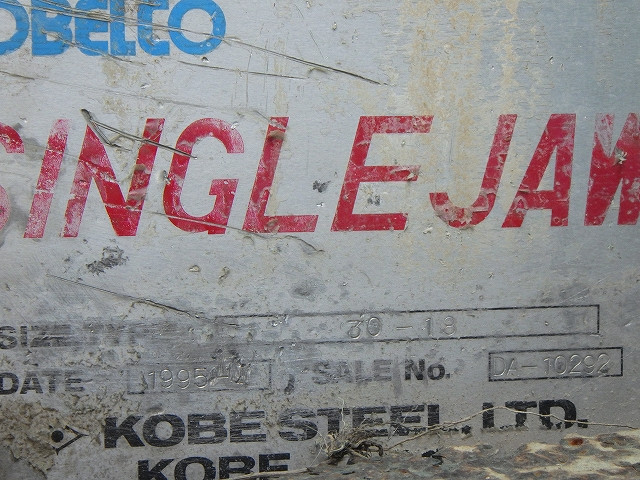 OBELCO
SINGLE JAW
SIZE 30-18
DATE 1995 SALE No. DA-10292
KOBE STEEL, LTD.
KOBE